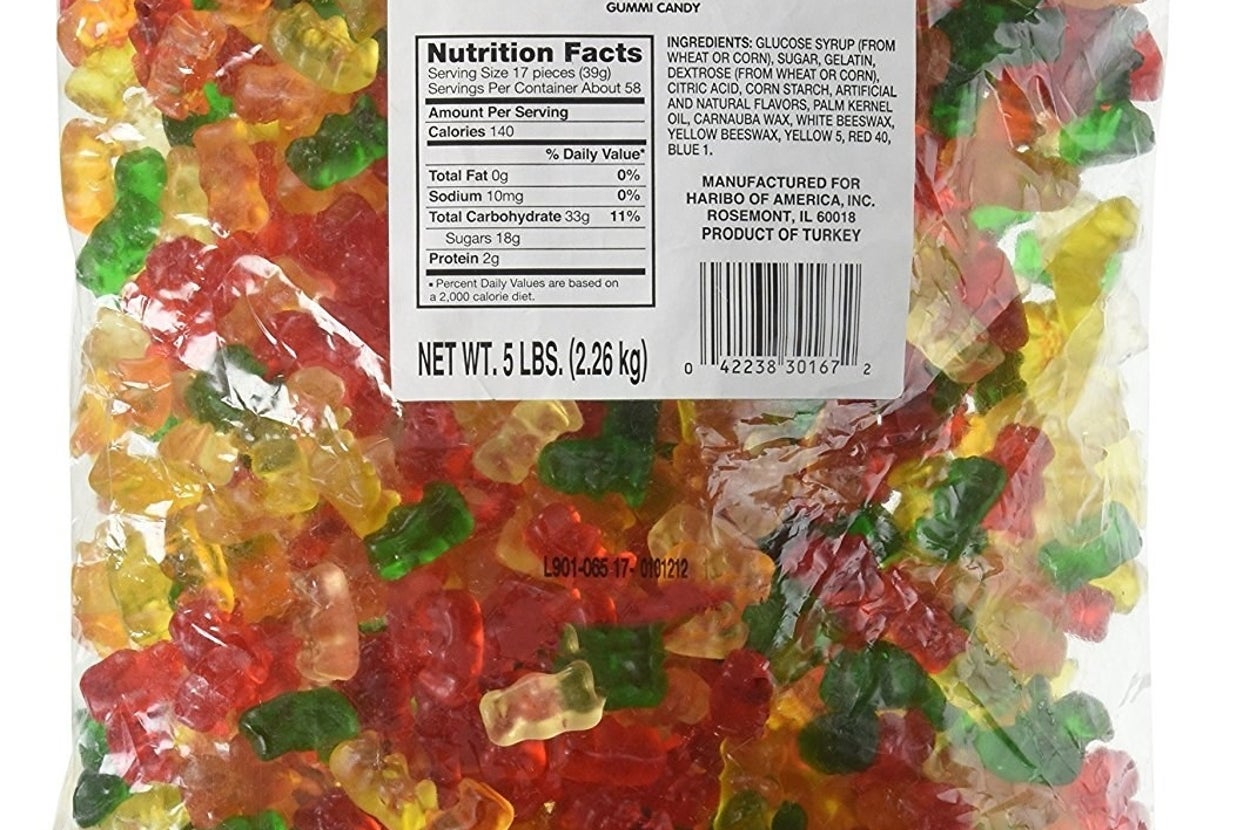 GUMMI CANDY
Nutrition Facts
Serving Size 17 pieces (39g)
Servings Per Container About 58
Amount Per Serving
Calories 140
% Daily Value*
Total Fat 0g 0%
Sodium 10mg 0%
Total Carbohydrate 33g 11%
Sugars 18g
Protein 2g
• Percent Daily Values are based on
a 2,000 calorie diet.
NET WT. 5 LBS. (2.26 kg)
INGREDIENTS: GLUCOSE SYRUP (FROM
WHEAT OR CORN), SUGAR, GELATIN,
DEXTROSE (FROM WHEAT OR CORN),
CITRIC ACID, CORN STARCH, ARTIFICIAL
AND NATURAL FLAVORS, PALM KERNEL
OIL, CARNAUBA WAX, WHITE BEESWAX,
YELLOW BEESWAX, YELLOW 5, RED 40,
BLUE 1.
MANUFACTURED FOR
HARIBO OF AMERICA, INC.
ROSEMONT, IL 60018
PRODUCT OF TURKEY
0 42238 30167 2
L901-065 17- 0101212